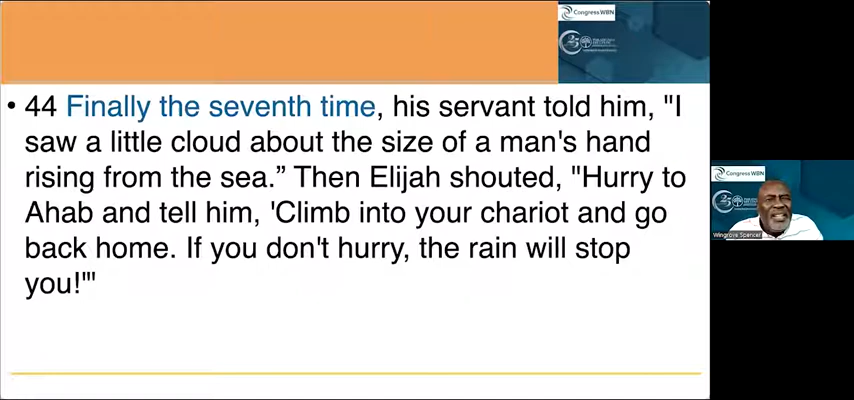 Congress WBN
25
• 44 Finally the seventh time, his servant told him, "I
saw a little cloud about the size of a man's hand
rising from the sea.” Then Elijah shouted, "Hurry to
Ahab and tell him, 'Climb into your chariot and go
back home. If you don't hurry, the rain will stop
you!'"
Congress WBN
25
Wingrove Spencer